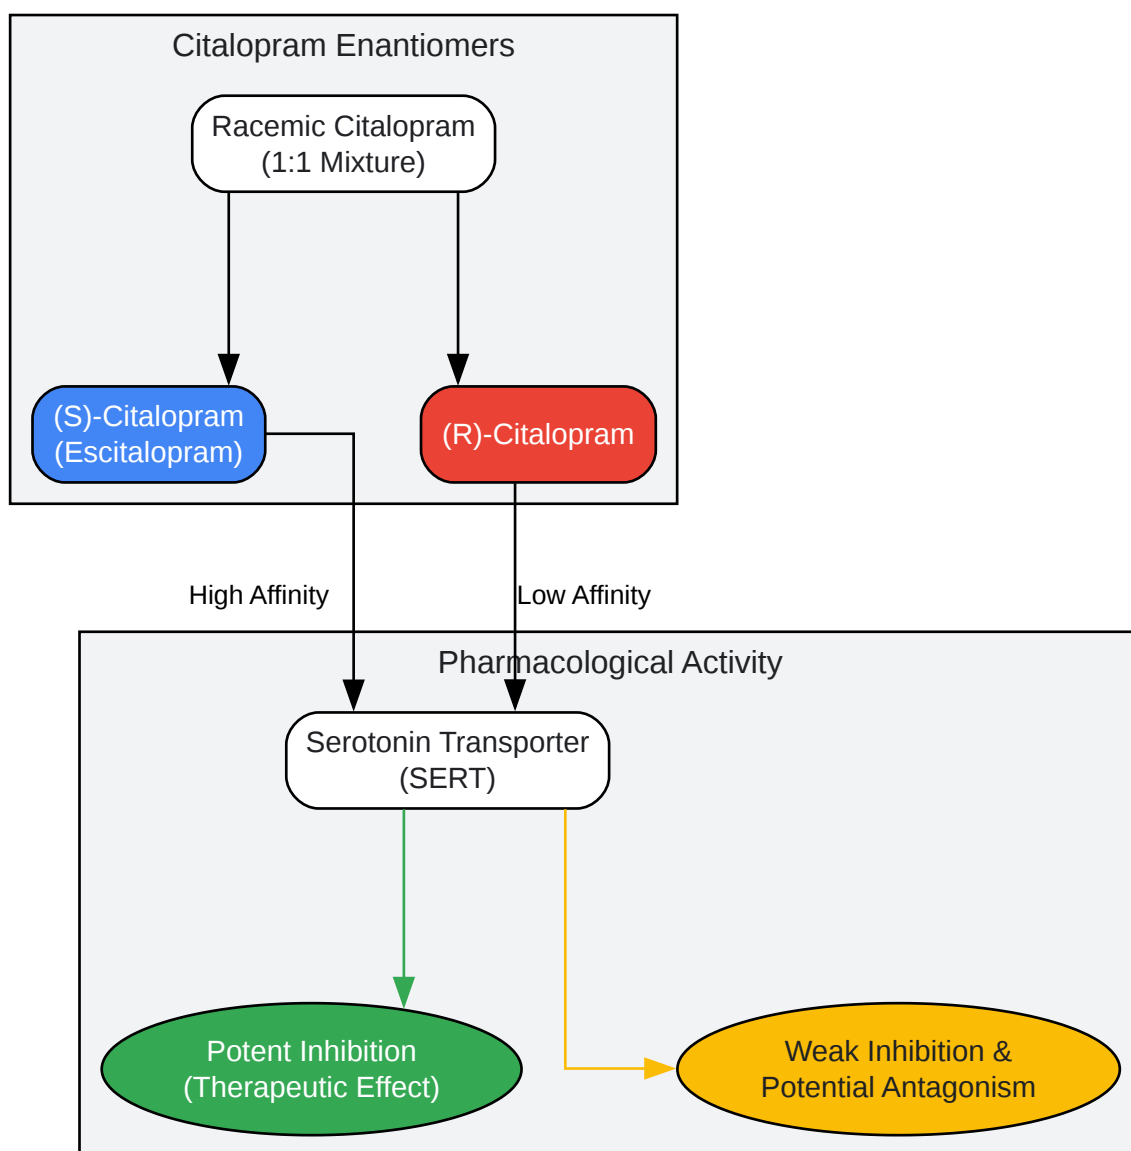 Citalopram Enantiomers
Racemic Citalopram
(1:1 Mixture)
(S)-Citalopram
(Escitalopram)
(R)-Citalopram
High Affinity
Low Affinity
Pharmacological Activity
Serotonin Transporter
(SERT)
Potent Inhibition
(Therapeutic Effect)
Weak Inhibition &
Potential Antagonism